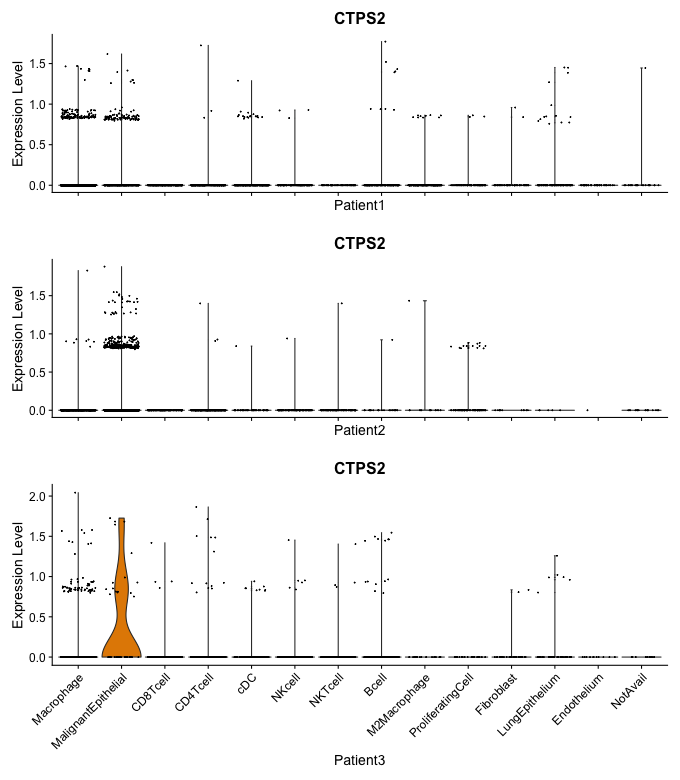 CTPS2
Expression Level
1.5
1.0
0.5
0.0
Patient1
CTPS2
Expression Level
1.5
1.0
0.5
0.0
Patient2
CTPS2
Expression Level
2.0
1.5
1.0
0.5
0.0
Macrophage
MalignantEpithelial
CD8Tcell
CD4Tcell
cDC
NKcell
NKTcell
Bcell
M2Macrophage
ProliferatingCell
Fibroblast
LungEpithelium
Endothelium
NotAvail
Patient3